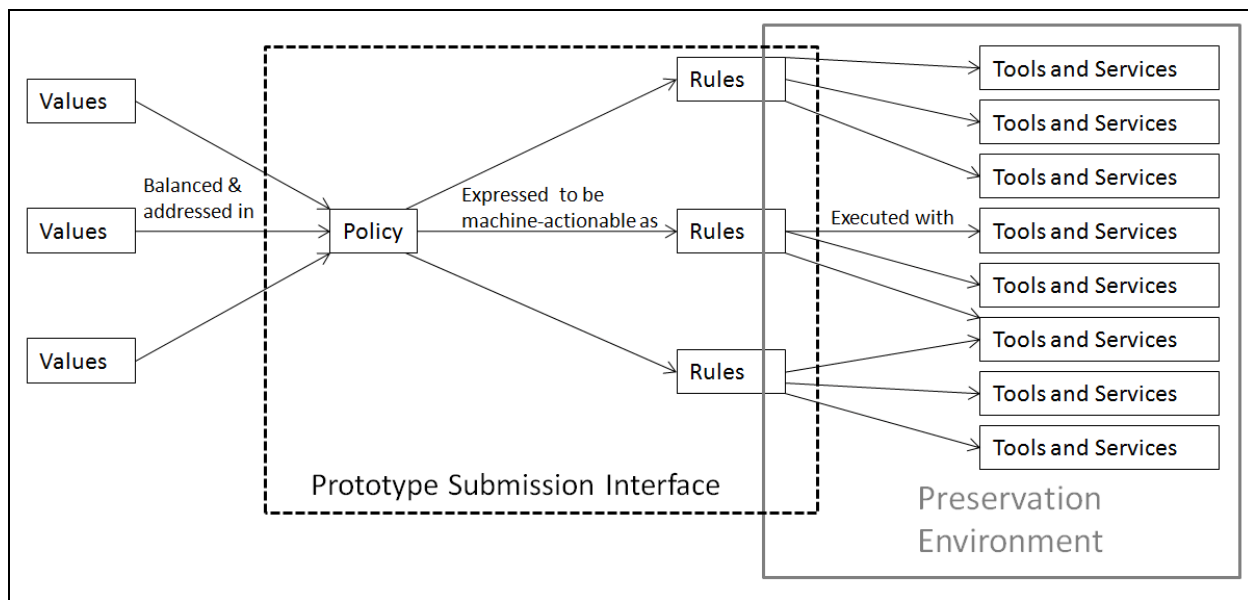 Values
Values
Values
Balanced &
addressed in
Policy
Expressed to be
machine-actionable as
Rules
Rules
Rules
Executed with
Tools and Services
Tools and Services
Tools and Services
Tools and Services
Tools and Services
Tools and Services
Tools and Services
Tools and Services
Prototype Submission Interface
Preservation
Environment